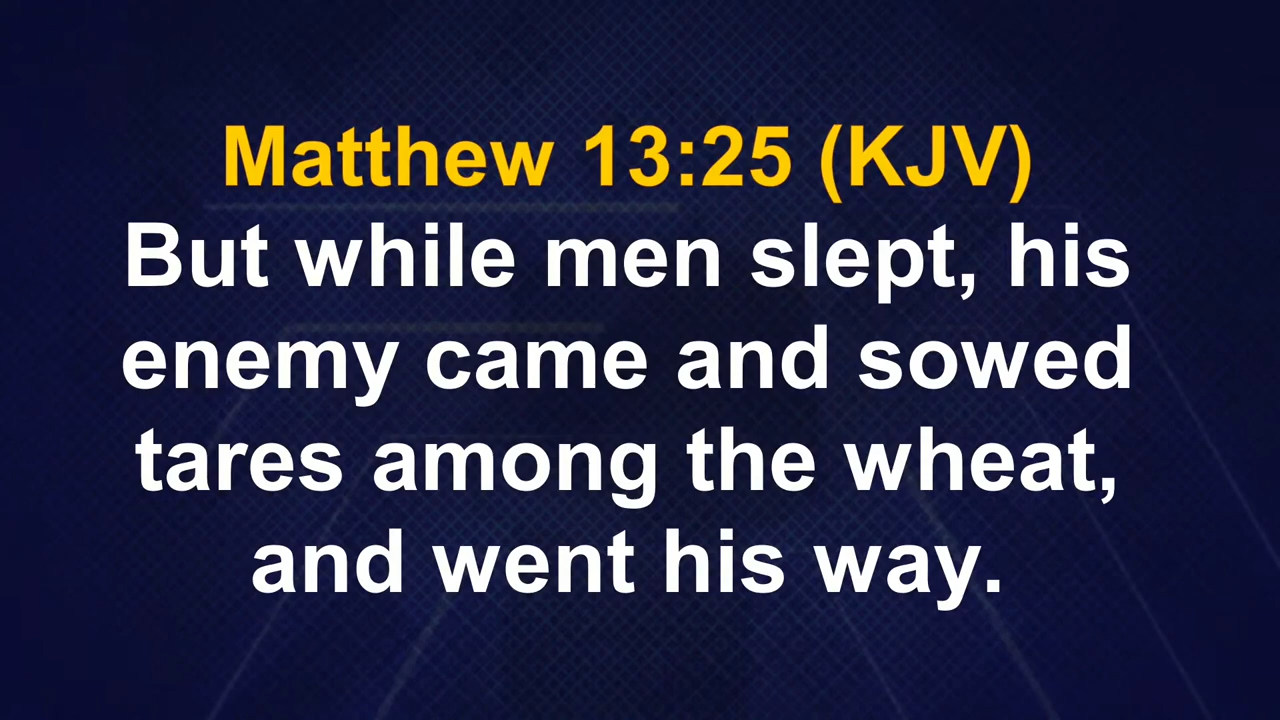 Matthew 13:25 (KJV)
But while men slept, his
enemy came and sowed
tares among the wheat,
and went his way.